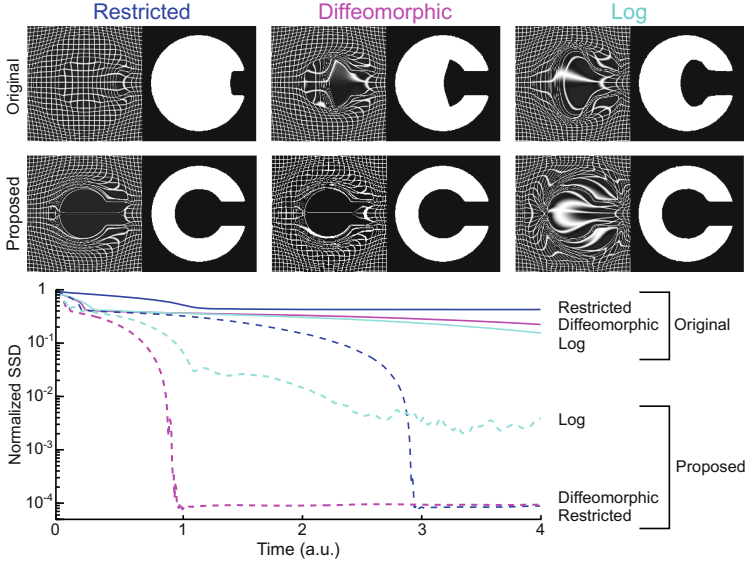 Restricted Diffeomorphic Log
Original
Proposed
Normalized SSD
1
10⁻¹
10⁻²
10⁻³
10⁻⁴
0 1 2 3 4
Time (a.u.)
Restricted
Diffeomorphic
Log
Original
Log
Diffeomorphic
Restricted
Proposed